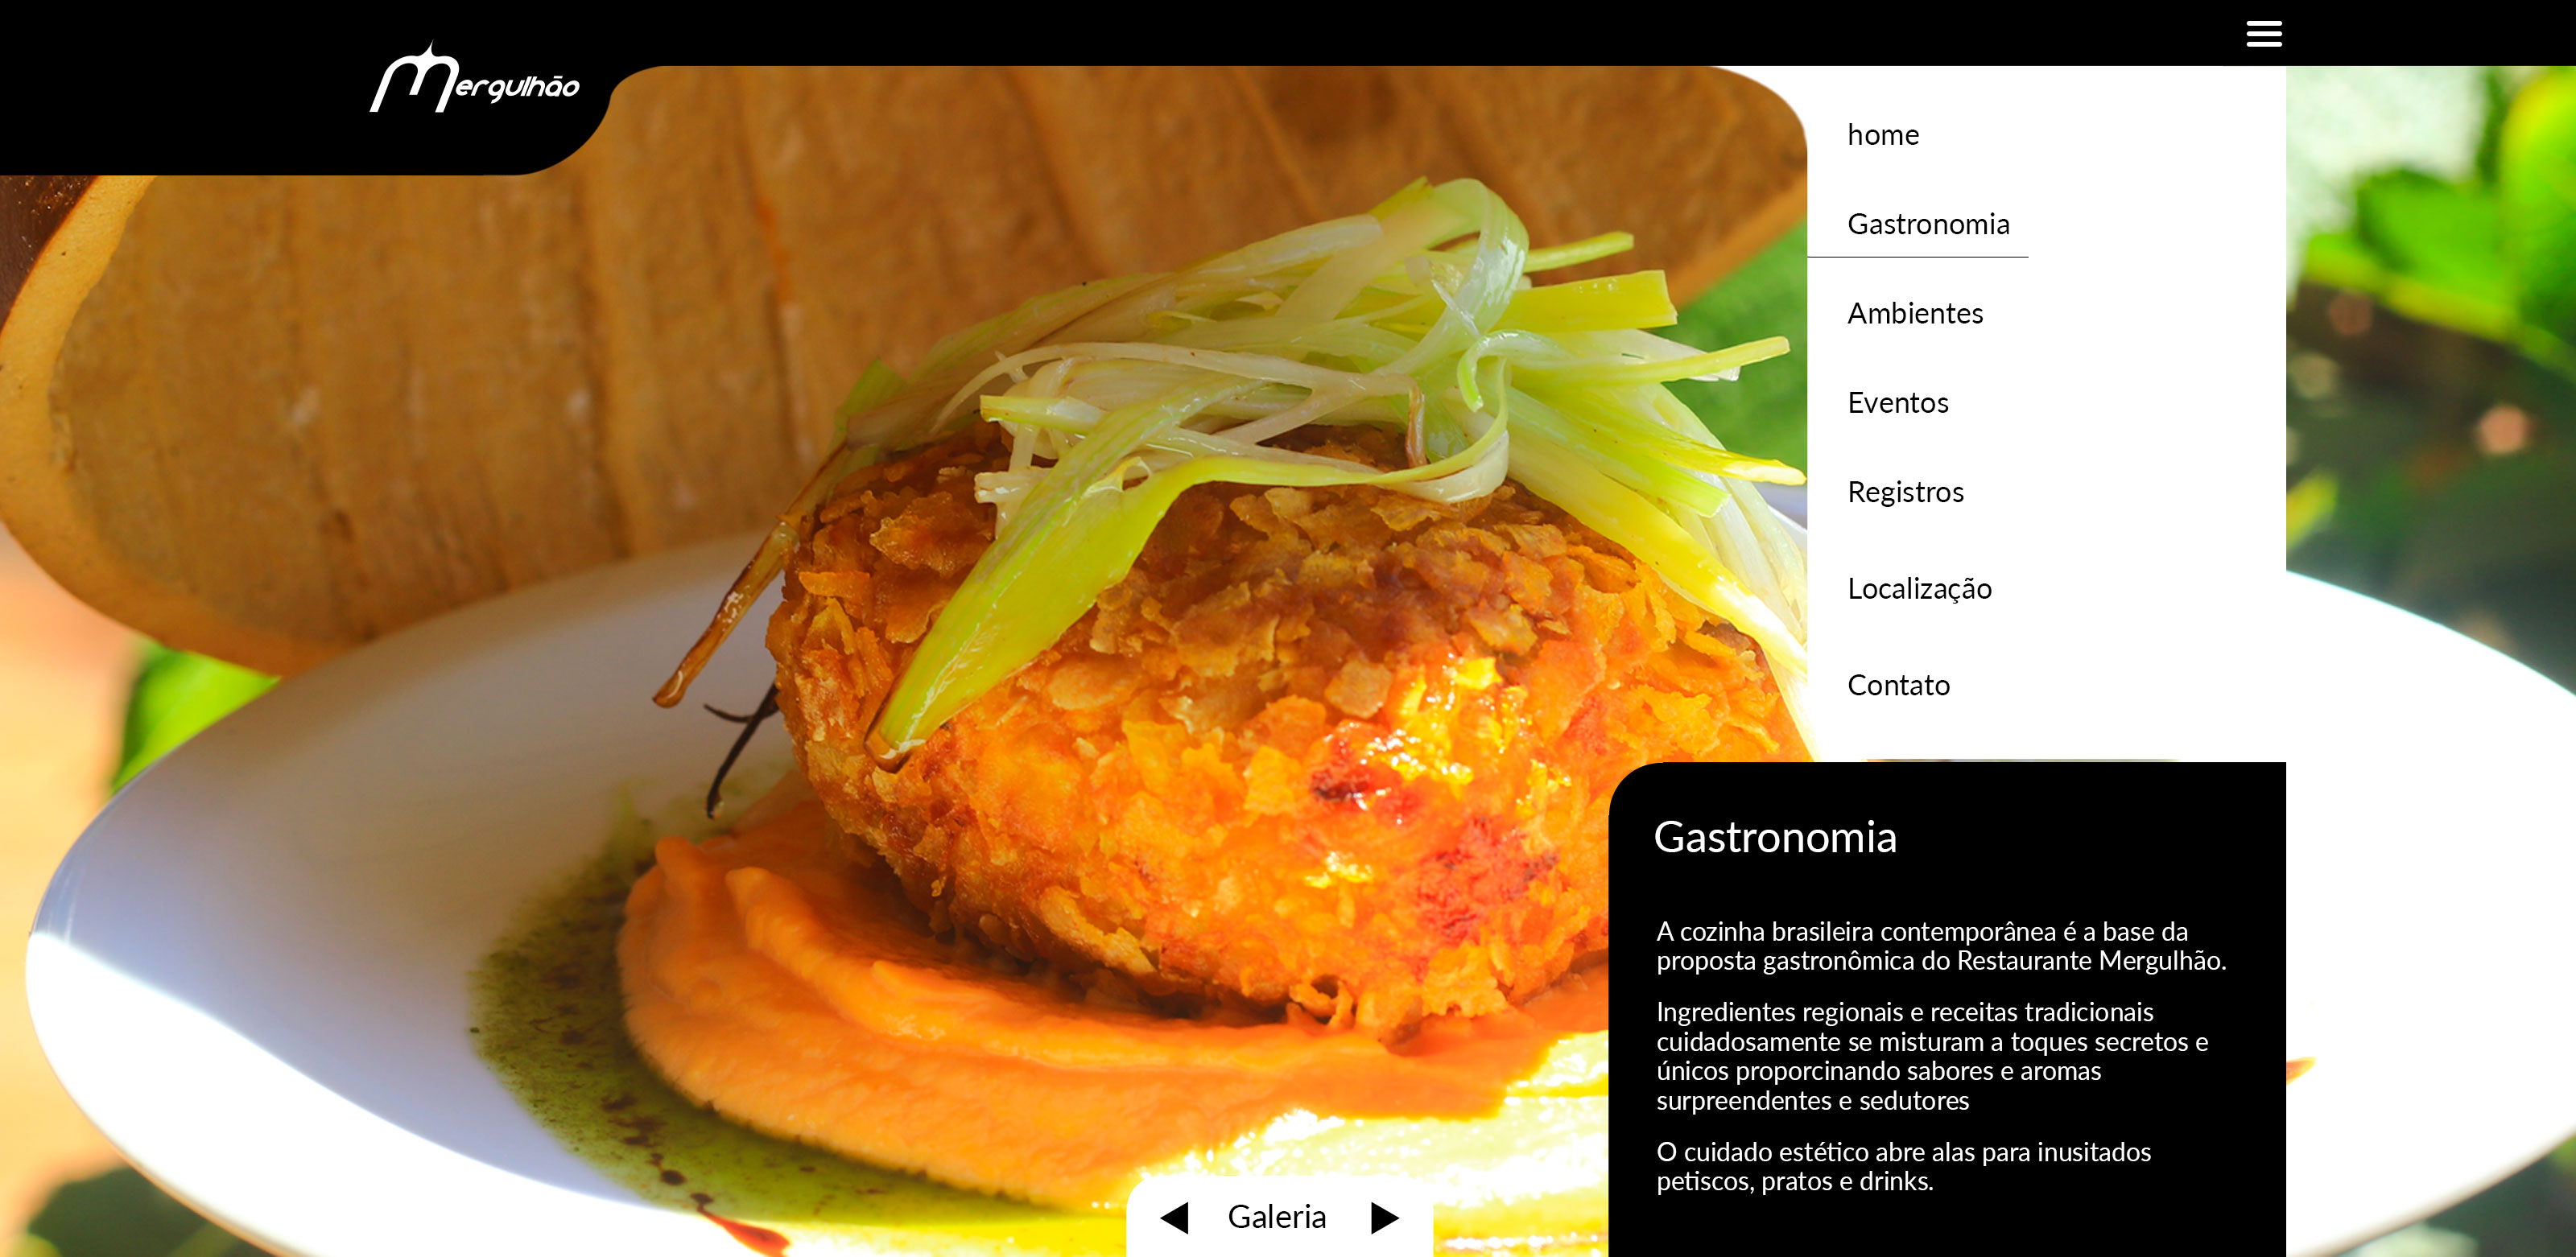 Mergulhão
home
Gastronomia
Ambientes
Eventos
Registros
Localização
Contato
Gastronomia
A cozinha brasileira contemporânea é a base da
proposta gastronômica do Restaurante Mergulhão.
Ingredientes regionais e receitas tradicionais
cuidadosamente se misturam a toques secretos e
únicos proporcinando sabores e aromas
surpreendentes e sedutores
O cuidado estético abre alas para inusitados
petiscos, pratos e drinks.
Galeria